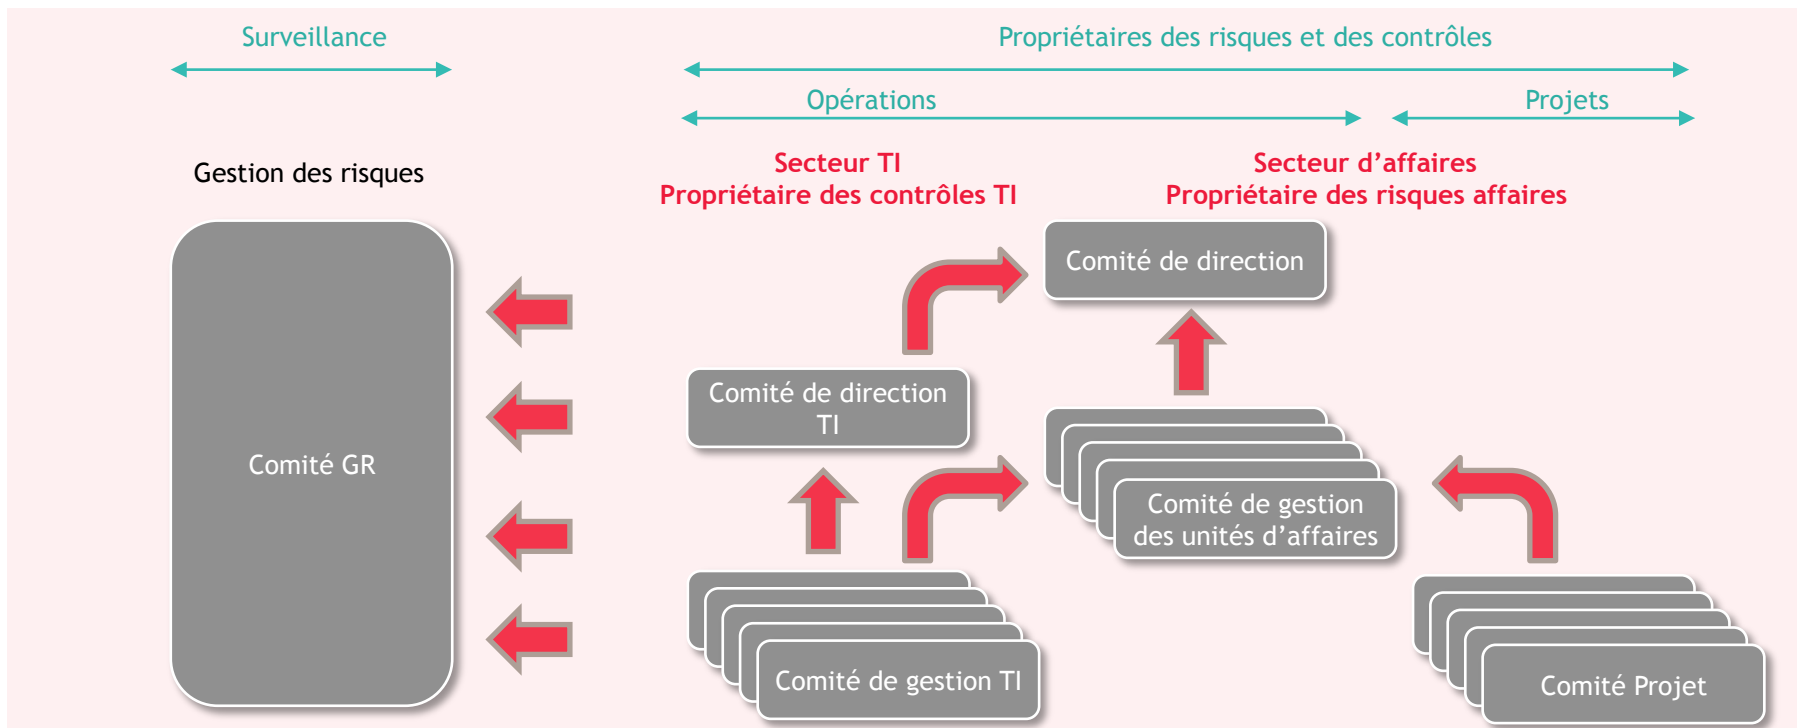 Surveillance
Propriétaires des risques et des contrôles
Opérations
Projets
Gestion des risques
Secteur TI
Propriétaire des contrôles TI
Secteur d’affaires
Propriétaire des risques affaires
Comité de direction
Comité de direction
TI
Comité GR
Comité de gestion
des unités d’affaires
Comité de gestion TI
Comité Projet